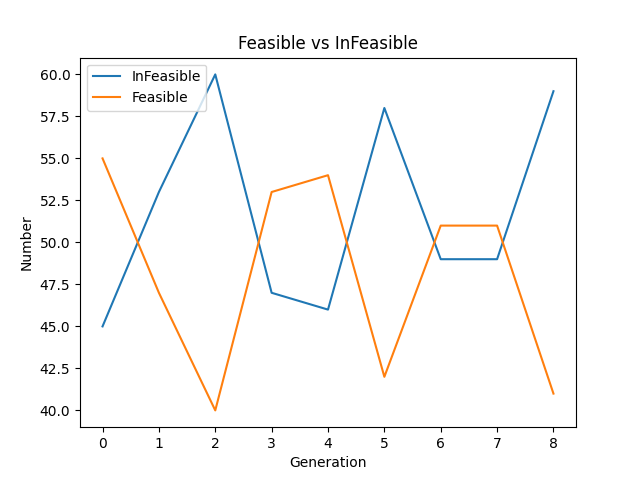 Feasible vs InFeasible
InFeasible
Feasible
Number
60.0
57.5
55.0
52.5
50.0
47.5
45.0
42.5
40.0
0 1 2 3 4 5 6 7 8
Generation